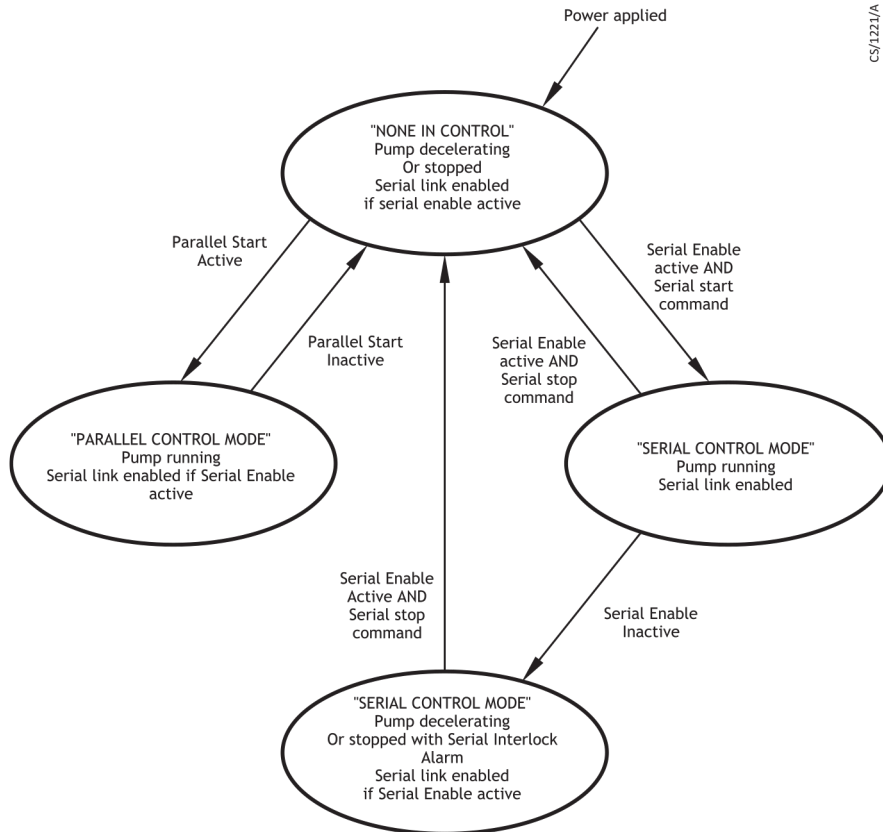 Power applied
CS/1221/A
"NONE IN CONTROL"
Pump decelerating
Or stopped
Serial link enabled
if serial enable active
Parallel Start
Active
Serial Enable
active AND
Serial start
command
Parallel Start
Inactive
Serial Enable
active AND
Serial stop
command
"PARALLEL CONTROL MODE"
Pump running
Serial link enabled if Serial Enable
active
"SERIAL CONTROL MODE"
Pump running
Serial link enabled
Serial Enable
Active AND
Serial stop
command
Serial Enable
Inactive
"SERIAL CONTROL MODE"
Pump decelerating
Or stopped with Serial Interlock
Alarm
Serial link enabled
if Serial Enable active